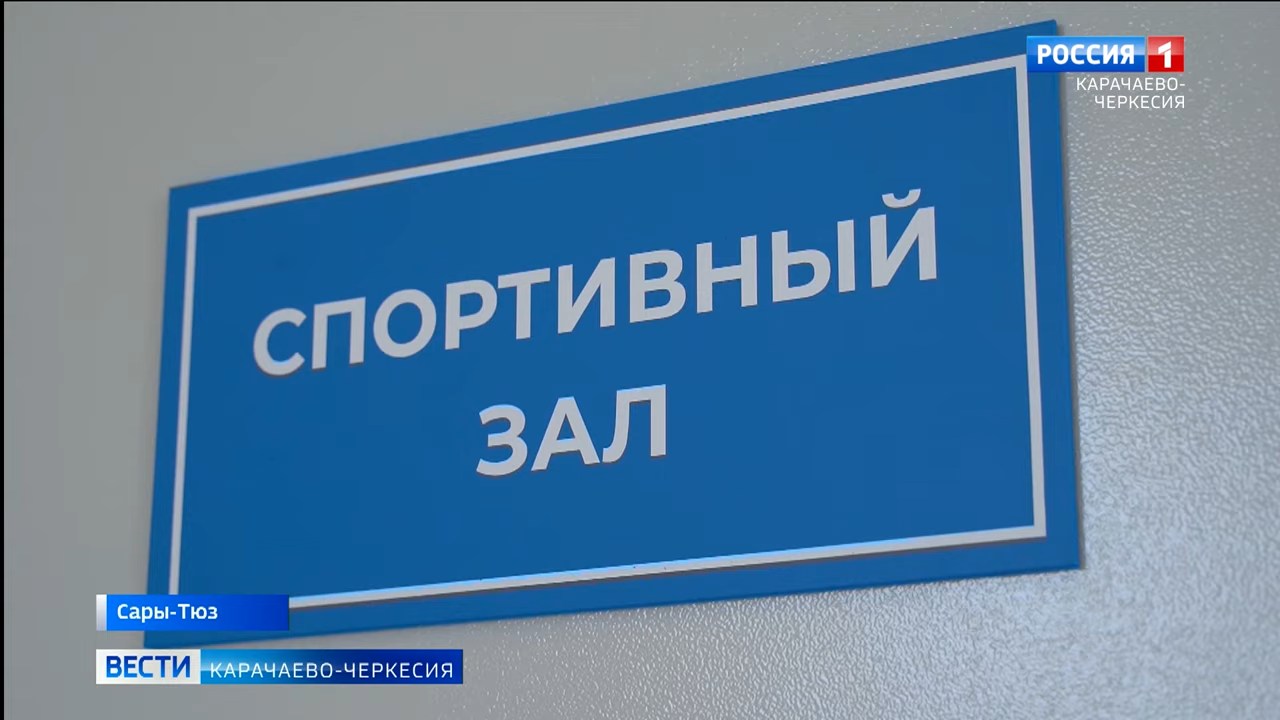 РОССИЯ 1
КАРАЧАЕВО-
ЧЕРКЕСИЯ
СПОРТИВНЫЙ
ЗАЛ
Сары-Тюз
ВЕСТИ КАРАЧАЕВО-ЧЕРКЕСИЯ